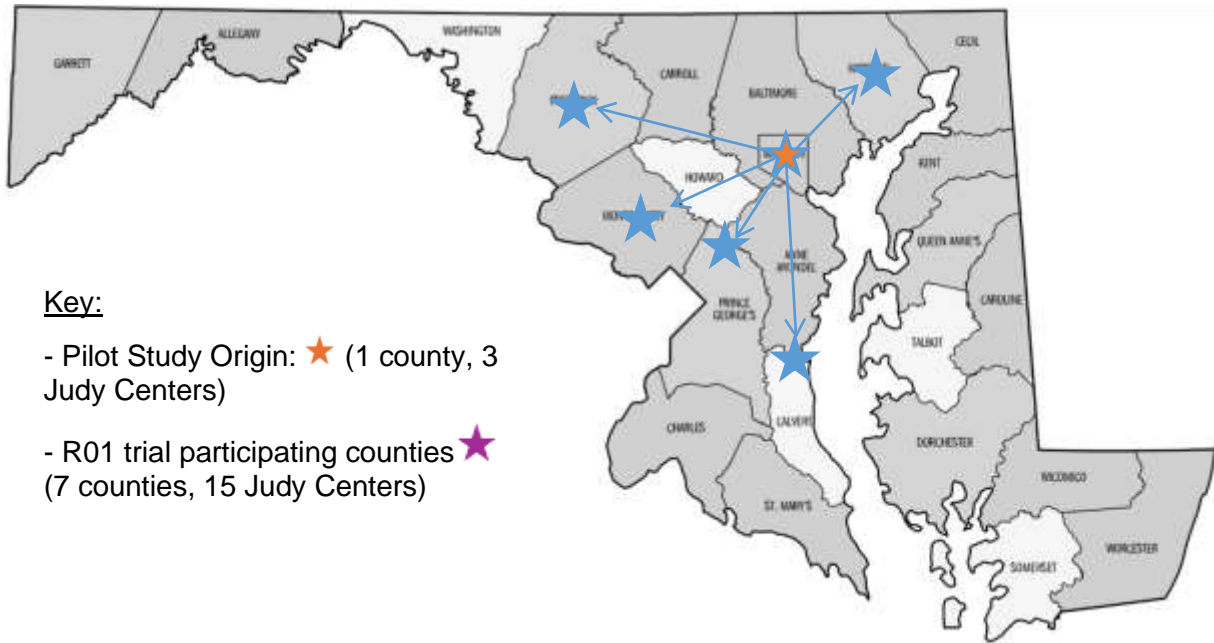 WASHINGTON
ALLEGANY
GARRETT
CECIL
CARROLL
BALTIMORE
KENT
HOWARD
QUEEN ANNE'S
ANNE
ARUNDEL
CAROLINE
PRINCE
GEORGE'S
TALBOT
CALVERT
CHARLES
DORCHESTER
WICOMICO
ST. MARY'S
WORCESTER
SOMERSET
Key:
- Pilot Study Origin: (1 county, 3
Judy Centers)
- R01 trial participating counties
(7 counties, 15 Judy Centers)